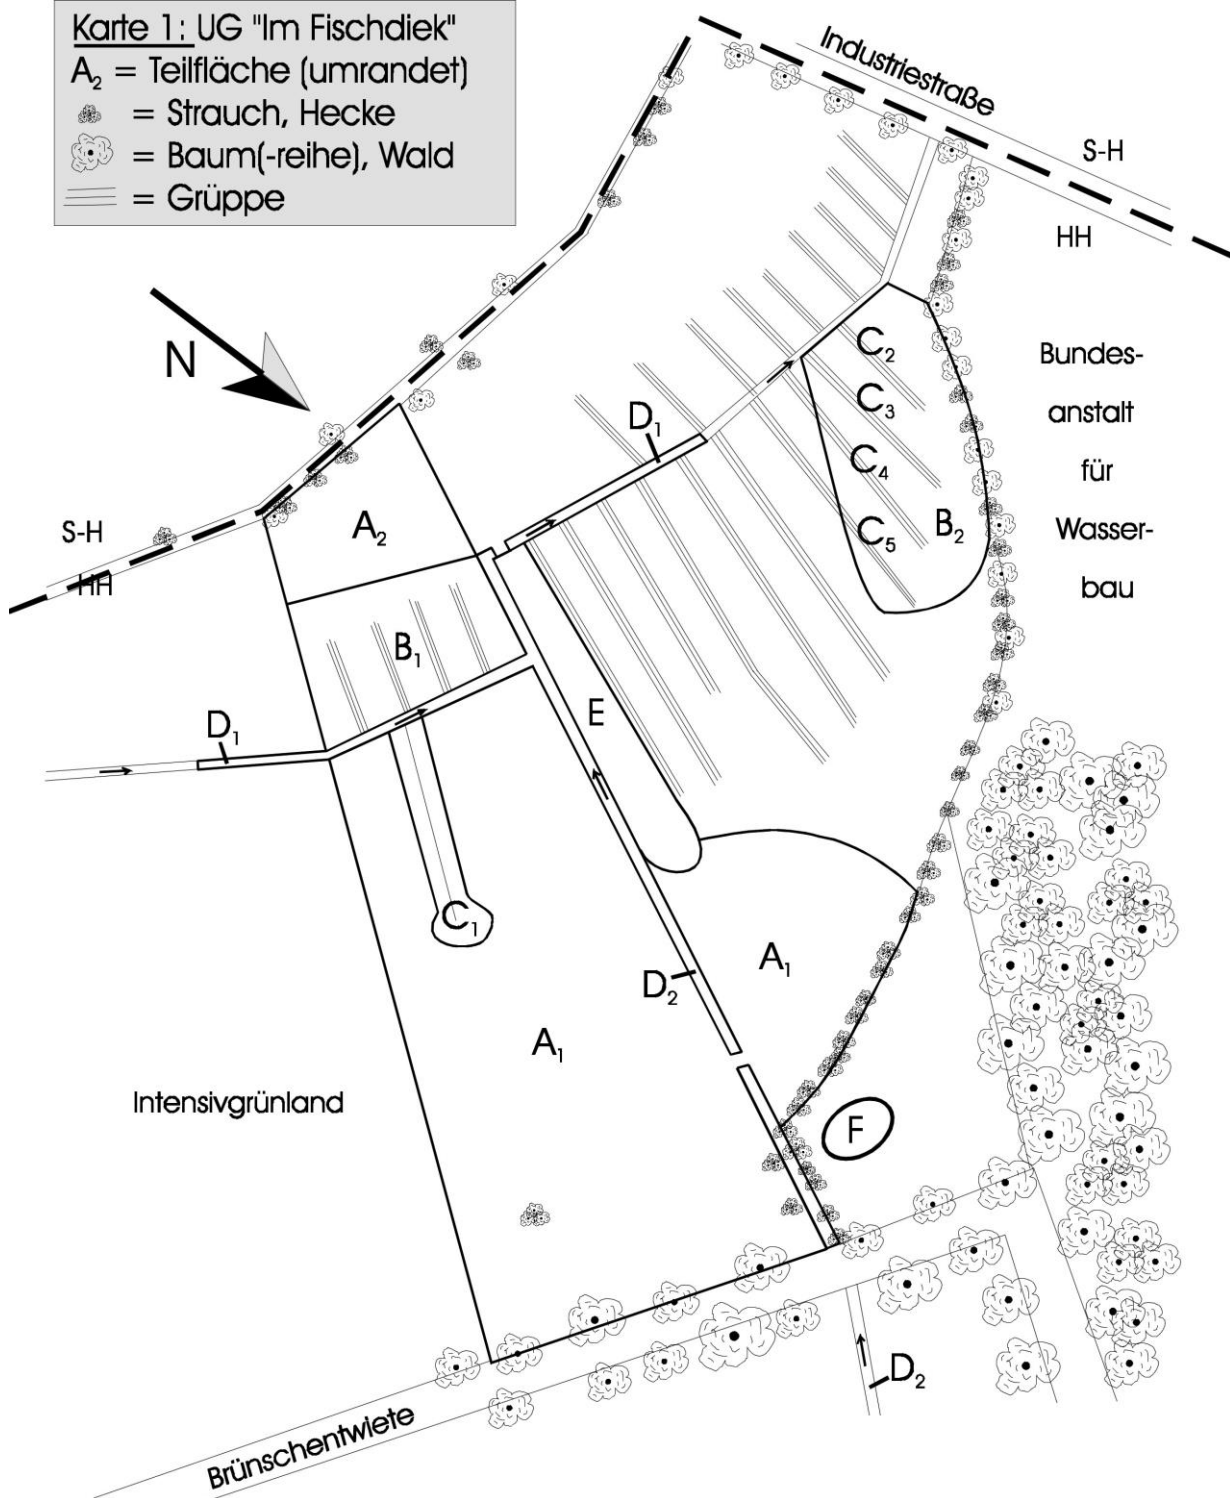 Karte 1: UG "Im Fischdiek"
A₂ = Teilfläche (umrandet)
= Strauch, Hecke
= Baum(-reihe), Wald
= Grüppe
Industriestraße
S-H
HH
N
Bundes-
anstalt
für
Wasser-
bau
C₂
C₃
C₄
C₅
B₂
D₁
A₂
S-H
HH
B₁
D₁
E
C₁
A₁
D₂
A₁
Intensivgrünland
F
D₂
Brünschentwiete